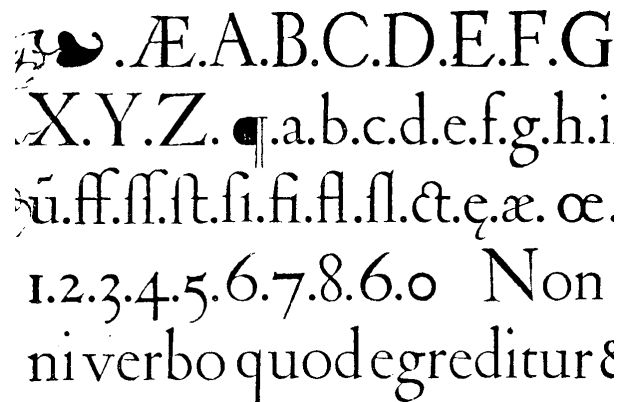 ❧.Æ.A.B.C.D.E.F.G
X.Y.Z. ¶.a.b.c.d.e.f.g.h.i
ũ.ff.ſſ.ſt.ſi.fi.fl.ſl.ct.ę.æ. œ.
1.2.3.4.5.6.7.8.6.0 Non
ni verbo quod egreditur &